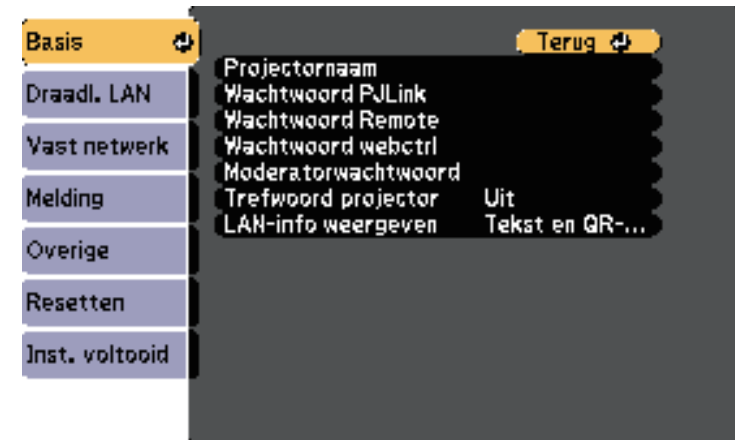 Basis
Draadl. LAN
Vast netwerk
Melding
Overige
Resetten
Inst. voltooid
Terug
Projectornaam
Wachtwoord PJLink
Wachtwoord Remote
Wachtwoord webctrl
Moderatorwachtwoord
Trefwoord projector Uit
LAN-info weergeven Tekst en QR-...